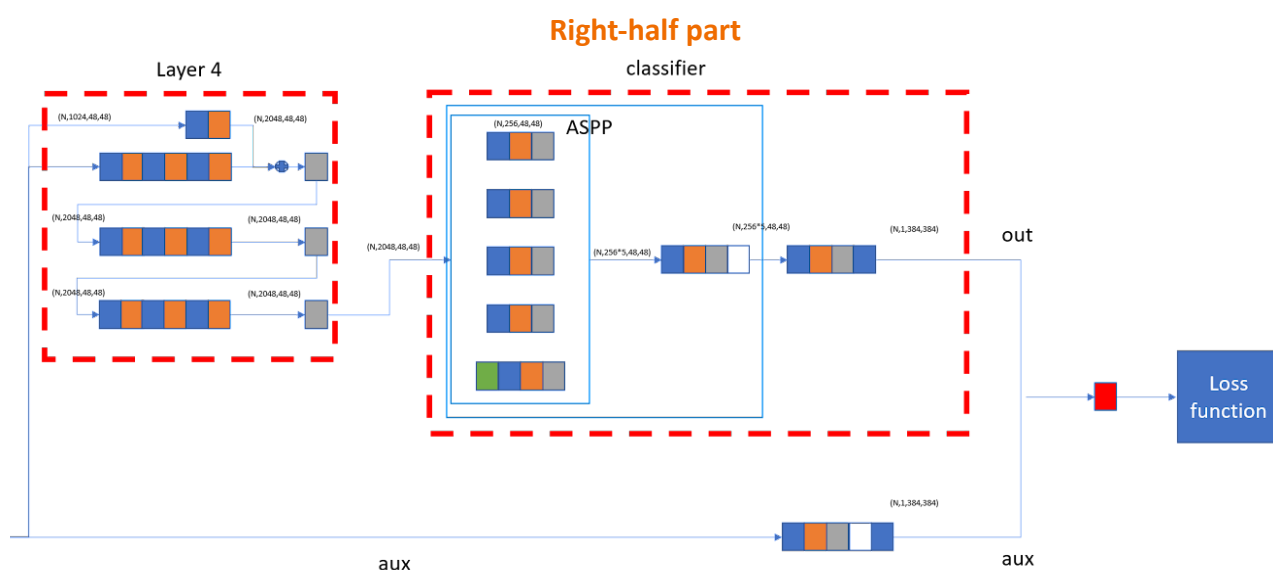 Right-half part
Layer 4
classifier
(N,1024,48,48)
(N,2048,48,48)
(N,2048,48,48)
(N,2048,48,48)
(N,2048,48,48)
(N,2048,48,48)
(N,2048,48,48)
(N,256,48,48)
ASPP
(N,256*5,48,48)
(N,256*5,48,48)
(N,1,384,384)
out
Loss
function
(N,1,384,384)
aux
aux